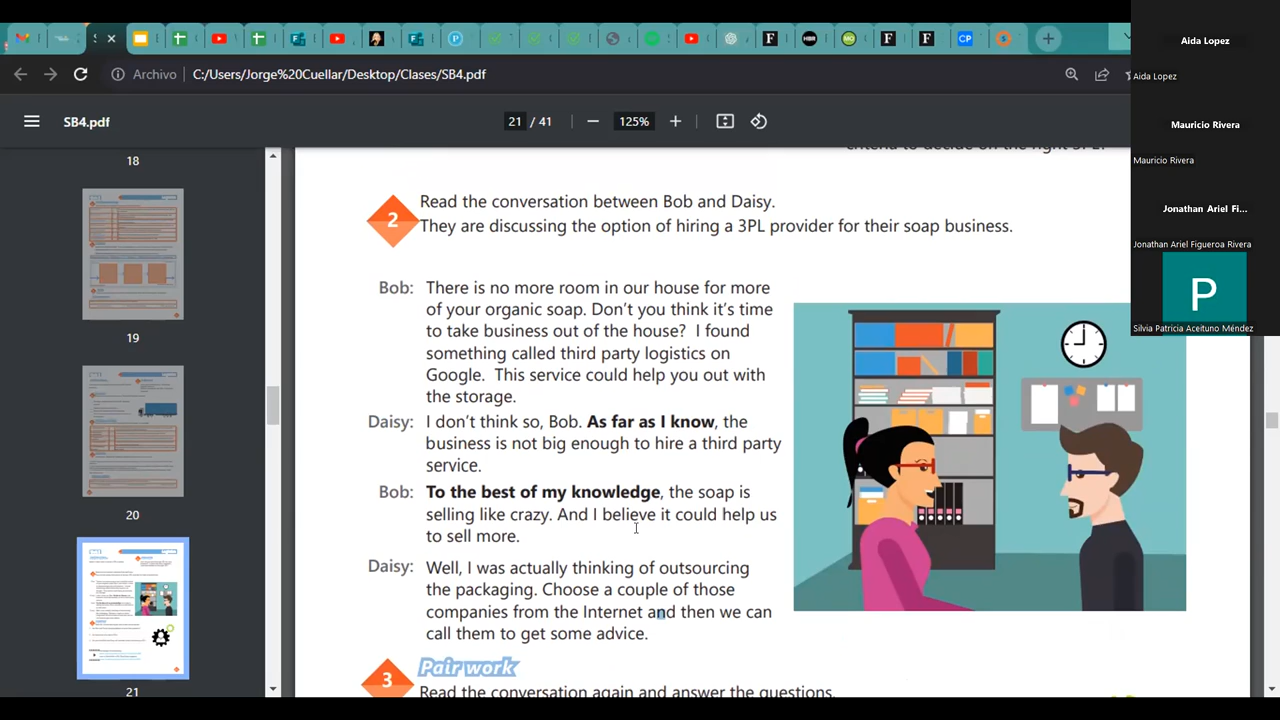 Archivo
C:/Users/Jorge%20Cuellar/Desktop/Clases/SB4.pdf
SB4.pdf
21 / 41
125%
18
19
20
21
2
Read the conversation between Bob and Daisy.
They are discussing the option of hiring a 3PL provider for their soap business.
Bob: There is no more room in our house for more
of your organic soap. Don't you think it's time
to take business out of the house? I found
something called third party logistics on
Google. This service could help you out with
the storage.
Daisy: I don't think so, Bob. As far as I know, the
business is not big enough to hire a third party
service.
Bob: To the best of my knowledge, the soap is
selling like crazy. And I believe it could help us
to sell more.
Daisy: Well, I was actually thinking of outsourcing
the packaging. Choose a couple of those
companies from the Internet and then we can
call them to get some advice.
3
Pair work
Read the conversation again and answer the questions.
Aida Lopez
Aida Lopez
Mauricio Rivera
Mauricio Rivera
Jonathan Ariel Fi...
Jonathan Ariel Figueroa Rivera
P
Silvia Patricia Aceituno Méndez